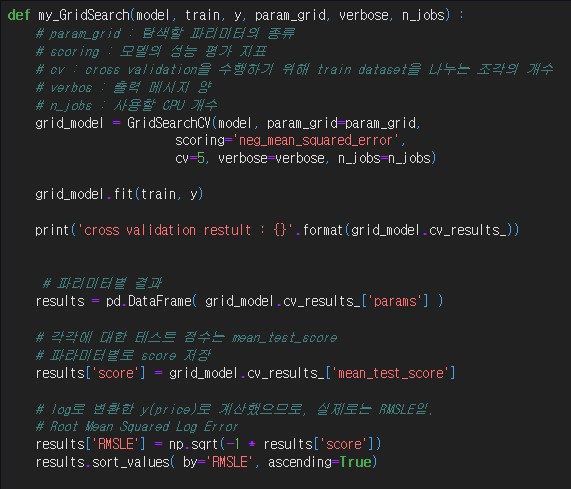 def my_GridSearch(model, train, y, param_grid, verbose, n_jobs) :
# param_grid : 탐색할 파리미터의 종류
# scoring : 모델의 성능 평가 지표
# cv : cross validation을 수행하기 위해 train dataset을 나누는 조각의 개수
# verbos : 출력 메시지 양
# n_jobs : 사용할 CPU 개수
grid_model = GridSearchCV(model, param_grid=param_grid,
scoring='neg_mean_squared_error',
cv=5, verbose=verbose, n_jobs=n_jobs)
grid_model.fit(train, y)
print('cross validation restult : {}'.format(grid_model.cv_results_))
# 파리미터별 결과
results = pd.DataFrame( grid_model.cv_results_['params'] )
# 각각에 대한 테스트 점수는 mean_test_score
# 파라미터별로 score 저장
results['score'] = grid_model.cv_results_['mean_test_score']
# log로 변환한 y(price)로 계산했으므로, 실제로는 RMSLE임.
# Root Mean Squared Log Error
results['RMSLE'] = np.sqrt(-1 * results['score'])
results.sort_values( by='RMSLE', ascending=True)